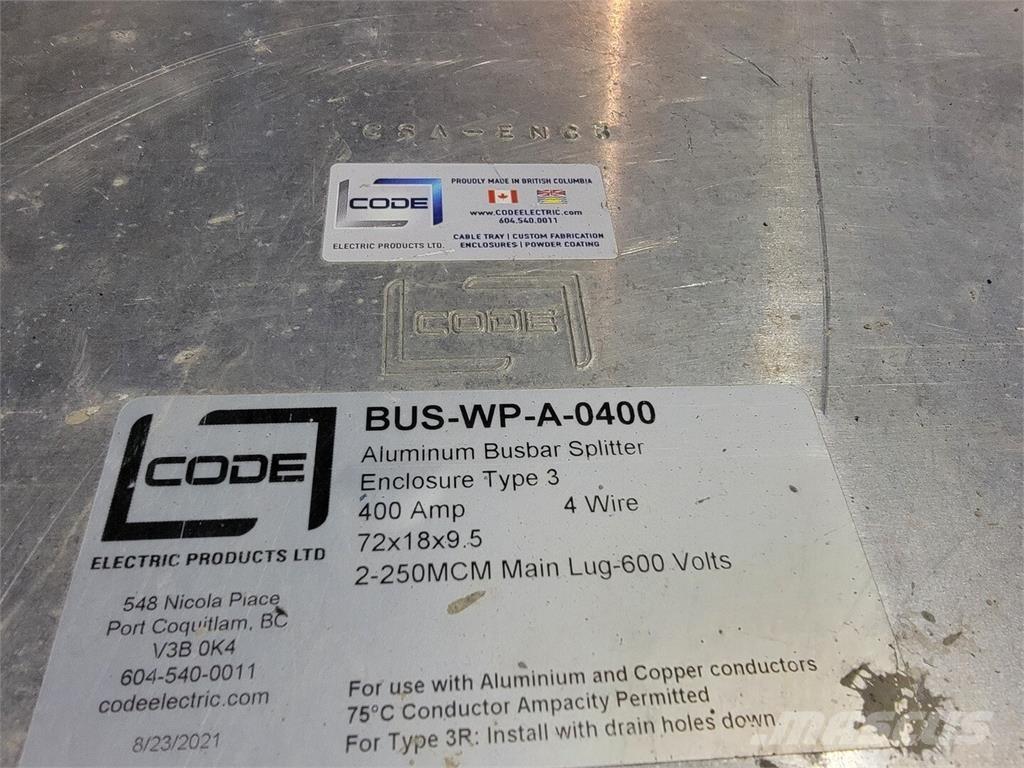 CSA-ENC3
CODE
ELECTRIC PRODUCTS LTD.
PROUDLY MADE IN BRITISH COLUMBIA
www.CODEELECTRIC.com
604.540.0011
CABLE TRAY | CUSTOM FABRICATION
ENCLOSURES | POWDER COATING
CODE
CODE
ELECTRIC PRODUCTS LTD
548 Nicola Place
Port Coquitlam, BC
V3B 0K4
604-540-0011
codeelectric.com
8/23/2021
BUS-WP-A-0400
Aluminum Busbar Splitter
Enclosure Type 3
400 Amp 4 Wire
72x18x9.5
2-250MCM Main Lug-600 Volts
For use with Aluminium and Copper conductors
75°C Conductor Ampacity Permitted
For Type 3R: Install with drain holes down.
MASCUS